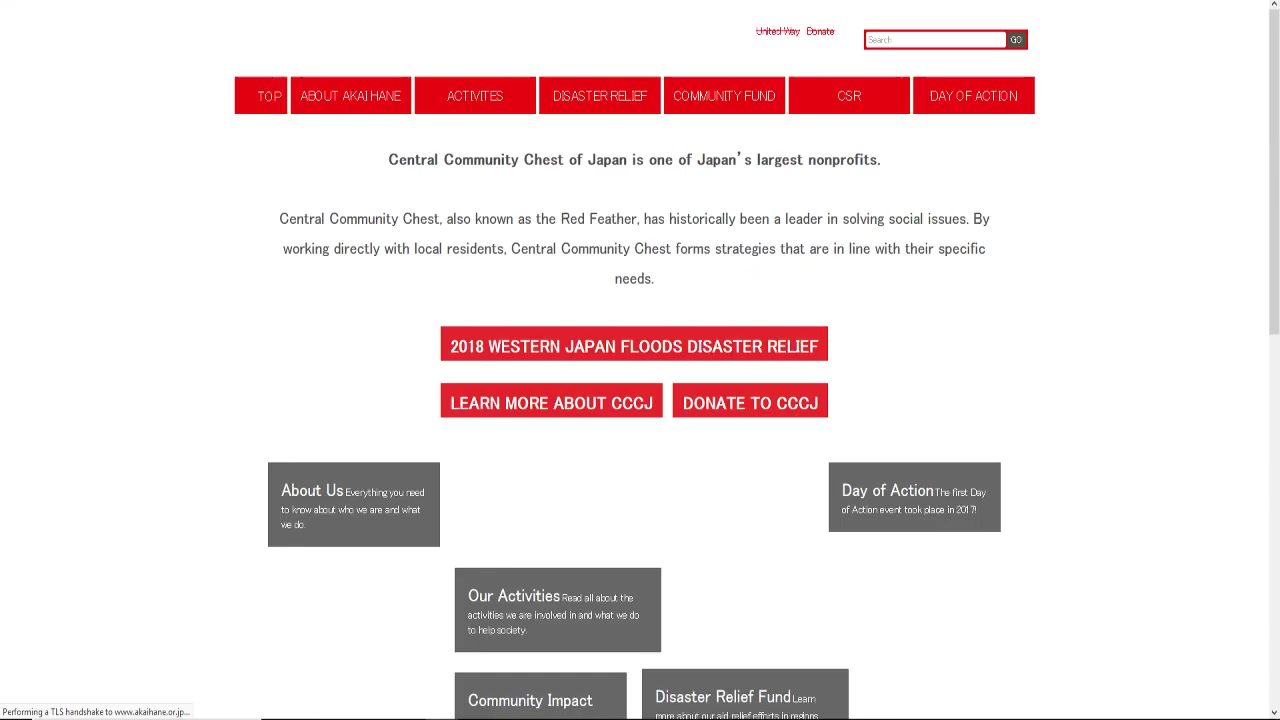 United Way Donate
Search GO
TOP ABOUT AKAI HANE ACTIVITES DISASTER RELIEF COMMUNITY FUND CSR DAY OF ACTION
Central Community Chest of Japan is one of Japan’s largest nonprofits.
Central Community Chest, also known as the Red Feather, has historically been a leader in solving social issues. By
working directly with local residents, Central Community Chest forms strategies that are in line with their specific
needs.
2018 WESTERN JAPAN FLOODS DISASTER RELIEF
LEARN MORE ABOUT CCCJ DONATE TO CCCJ
About Us Everything you need
to know about who we are and what
we do.
Day of Action The first Day
of Action event took place in 2017!
Our Activities Read all about the
activities we are involved in and what we do
to help society.
Community Impact
Disaster Relief Fund Learn
more about our aid relief efforts in regions
Performing a TLS handshake to www.akaihane.or.jp...